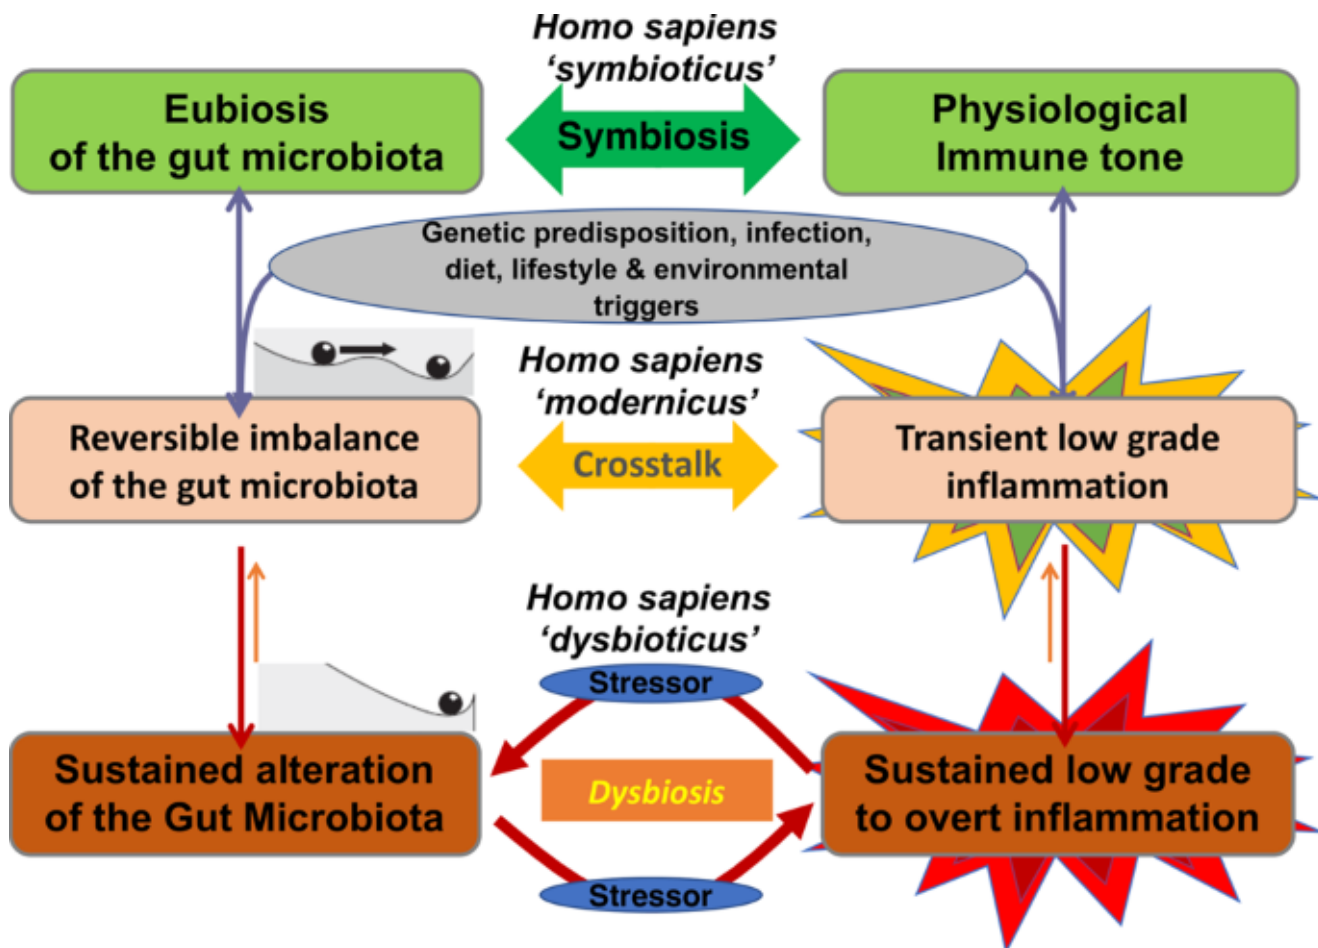 Homo sapiens
‘symbioticus’
Eubiosis
of the gut microbiota
Symbiosis
Physiological
Immune tone
Genetic predisposition, infection,
diet, lifestyle & environmental
triggers
Homo sapiens
‘modernicus’
Reversible imbalance
of the gut microbiota
Crosstalk
Transient low grade
inflammation
Homo sapiens
‘dysbioticus’
Stressor
Sustained alteration
of the Gut Microbiota
Dysbiosis
Sustained low grade
to overt inflammation
Stressor